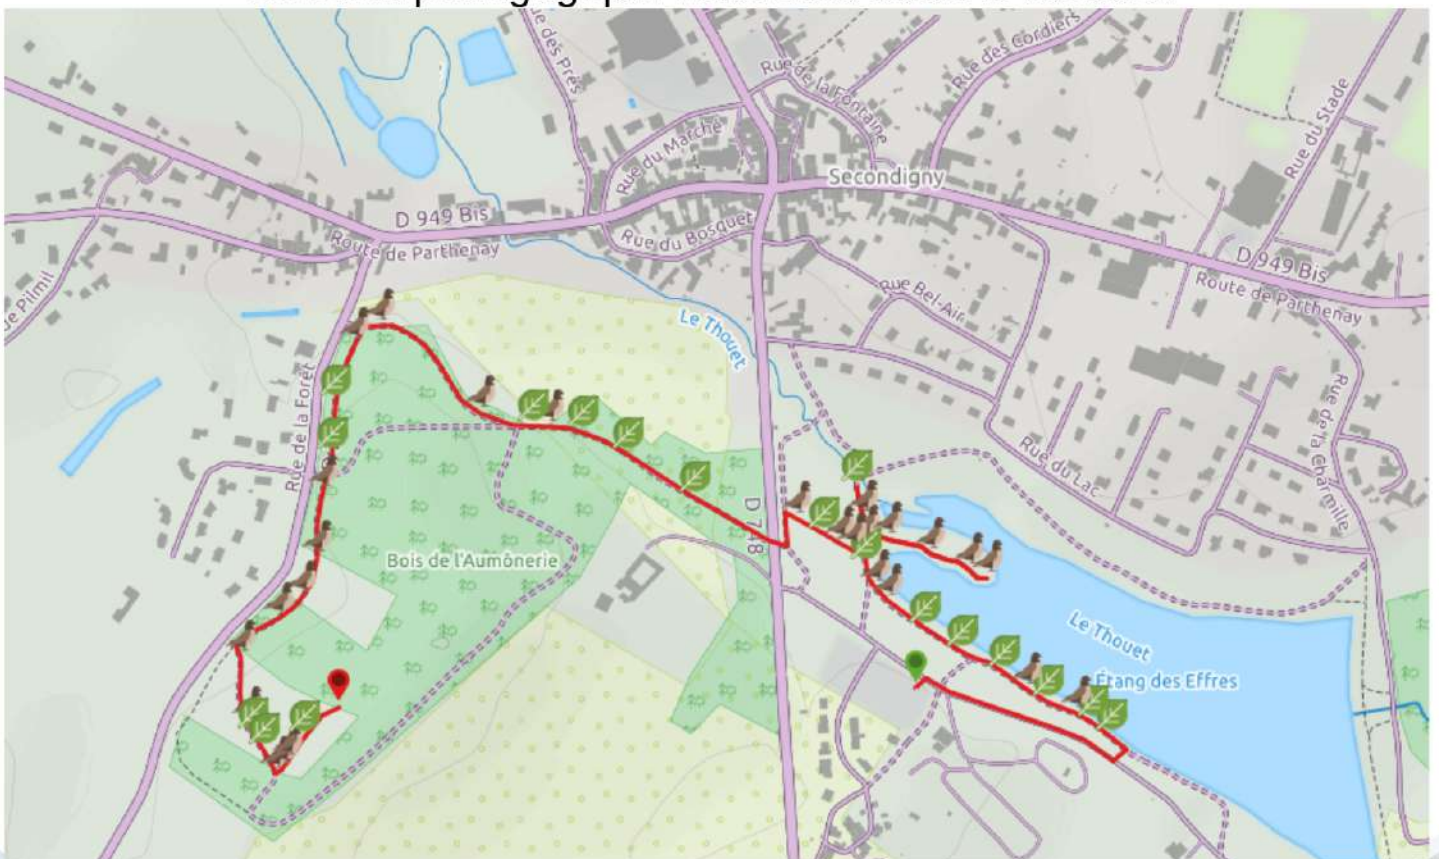 Rue des Prés
Rue de la Fontaine
Rue des Cordiers
Rue du Stade
Rue du Marché
Secondigny
D 949 Bis
Route de Parthenay
Rue du Bosquet
D 949 Bis
Route de Parthenay
Rue Bel-Air
Le Thouet
Pilmil
Rue de la Forêt
Rue de la Charmille
Rue du Lac
D 748
Bois de l'Aumônerie
Le Thouet
Étang des Effres